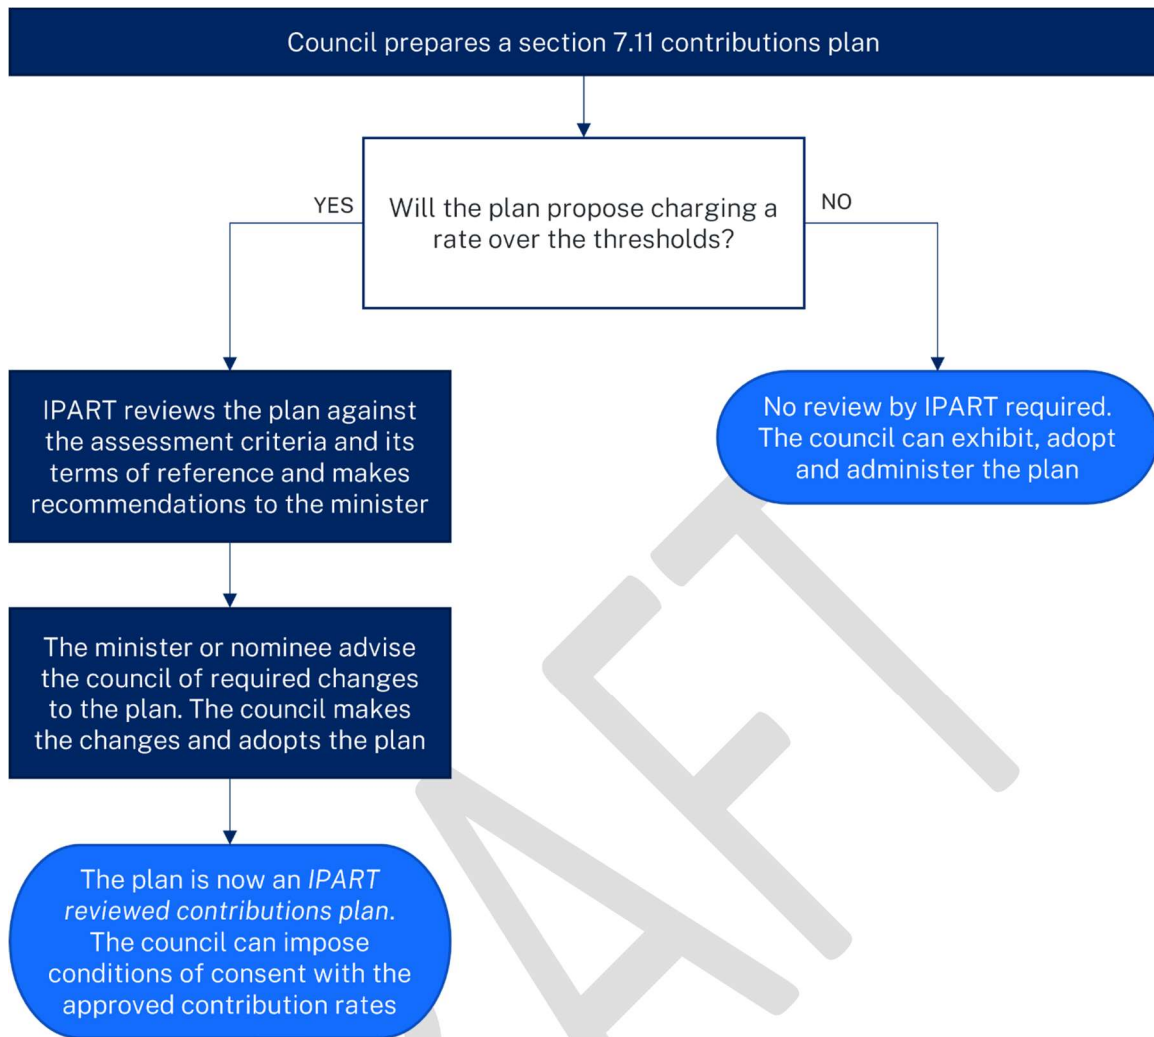 Council prepares a section 7.11 contributions plan
YES
Will the plan propose charging a
rate over the thresholds?
NO
IPART reviews the plan against
the assessment criteria and its
terms of reference and makes
recommendations to the minister
No review by IPART required.
The council can exhibit, adopt
and administer the plan
The minister or nominee advise
the council of required changes
to the plan. The council makes
the changes and adopts the plan
The plan is now an IPART
reviewed contributions plan.
The council can impose
conditions of consent with the
approved contribution rates
RAFT